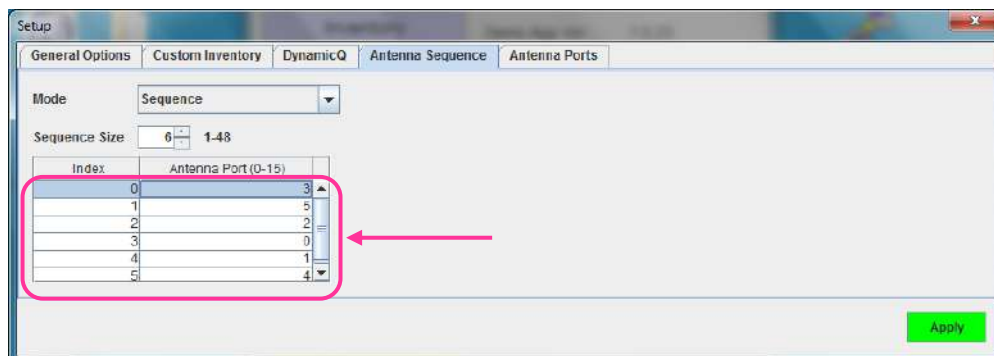 Setup
General Options Custom Inventory DynamicQ Antenna Sequence Antenna Ports
Mode Sequence
Sequence Size 6 1-48
Index Antenna Port (0-15)
0 3
1 5
2 2
3 0
4 1
5 4
Apply